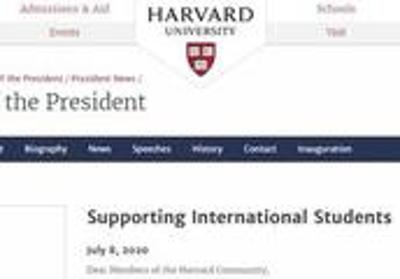 Admissions & Aid
Schools
HARVARD
UNIVERSITY
Events
Visit
f the President / President News /
the President
Biography News Speeches History Contact Inauguration
Supporting International Students
July 8, 2020
Dear Members of the Harvard Community,